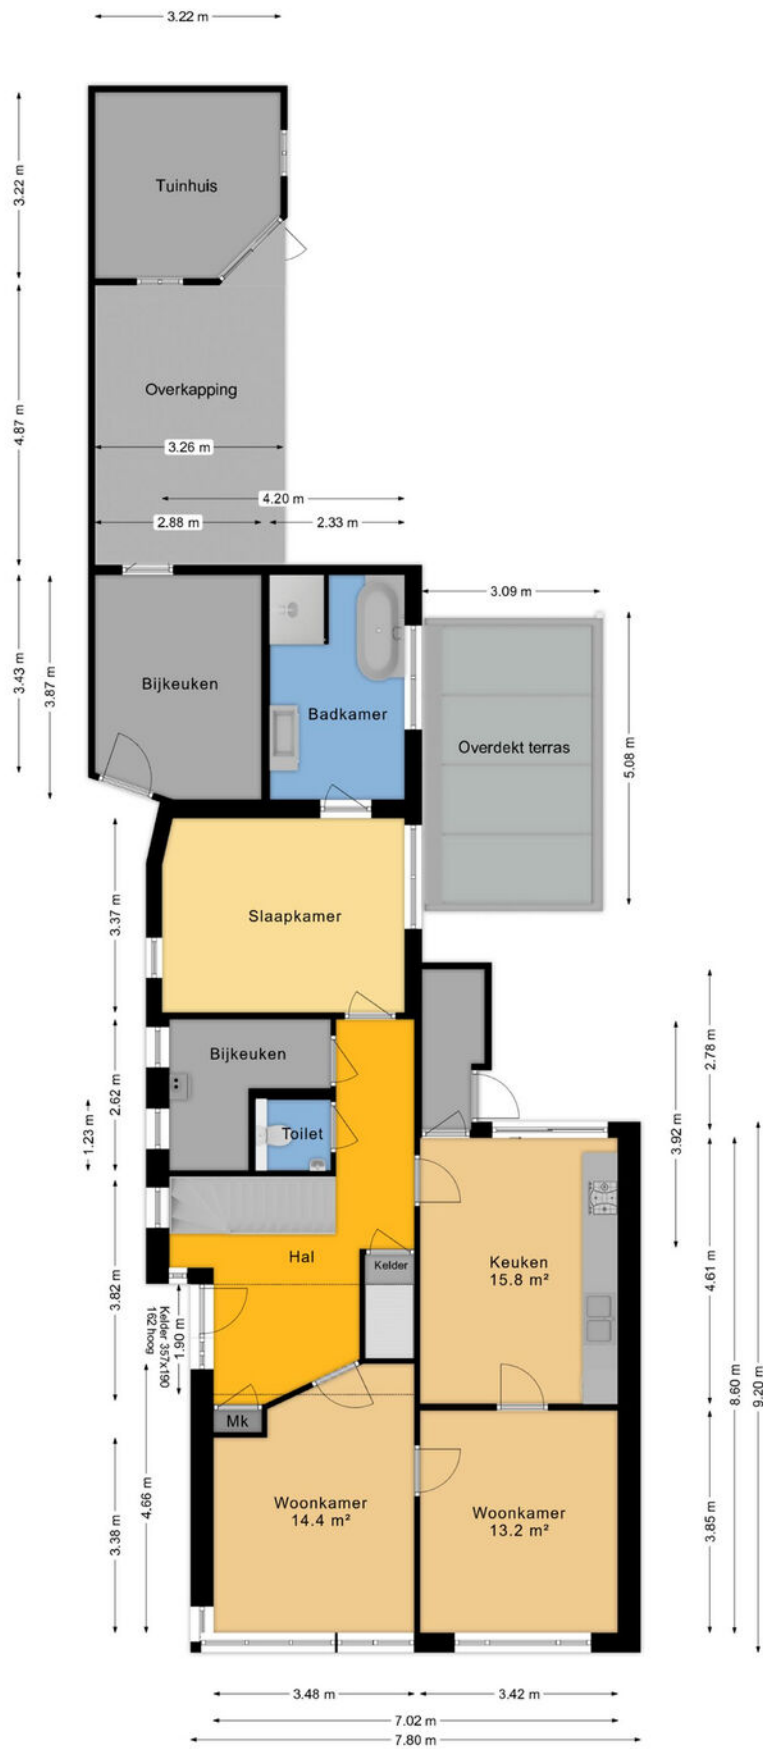 3.22 m
3.22 m
Tuinhuis
4.87 m
Overkapping
3.26 m
4.20 m
2.88 m
2.33 m
3.09 m
3.43 m
3.87 m
Bijkeuken
Badkamer
Overdekt terras
5.08 m
3.37 m
Slaapkamer
2.62 m
1.23 m
Bijkeuken
Toilet
2.78 m
3.92 m
3.82 m
Hal
Kelder
Keuken
15.8 m²
4.61 m
8.60 m
9.20 m
1.90 m
Kelder 357x190
162 hoog
Mk
4.66 m
3.38 m
Woonkamer
14.4 m²
Woonkamer
13.2 m²
3.85 m
3.48 m
3.42 m
7.02 m
7.80 m